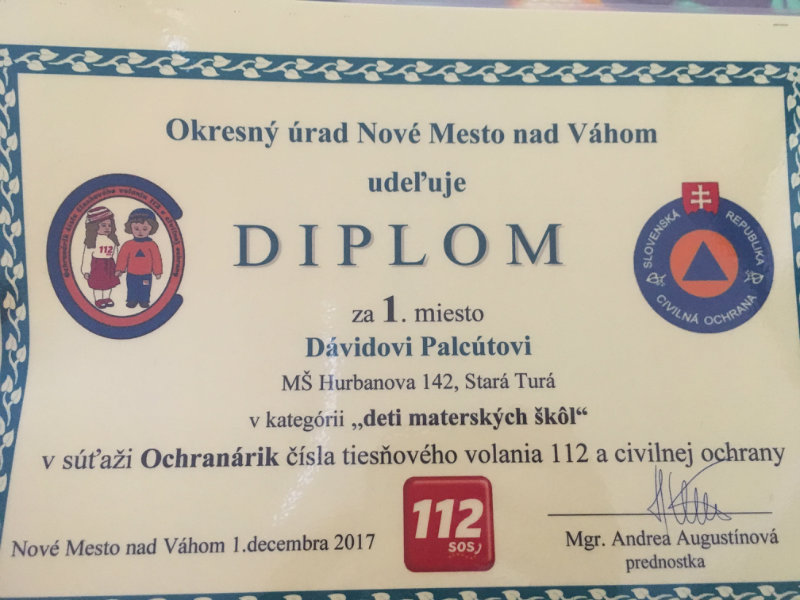 Okresný úrad Nové Mesto nad Váhom
udeľuje
DIPLOM
112
SLOVENSKÁ REPUBLIKA
CIVILNÁ OCHRANA
za 1. miesto
Dávidovi Palcútovi
MŠ Hurbanova 142, Stará Turá
v kategórii „deti materských škôl“
v súťaži Ochranárik čísla tiesňového volania 112 a civilnej ochrany
112
SOS
Nové Mesto nad Váhom 1.decembra 2017
Mgr. Andrea Augustínová
prednostka